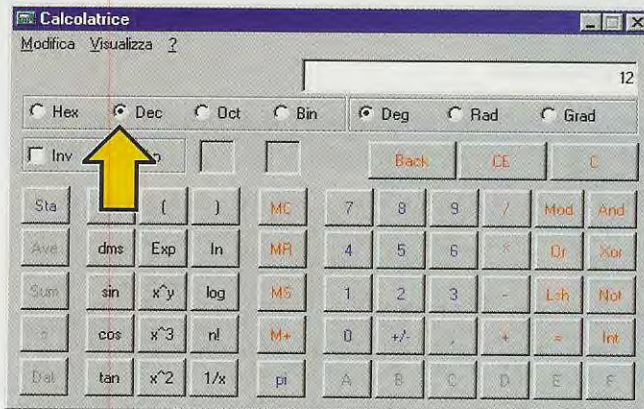 Calcolatrice
Modifica Visualizza ?
12
Hex Dec Oct Bin Deg Rad Grad
Inv Back CE C
Sta ( ) MC 7 8 9 / Mod And
Ave dms Exp ln MR 4 5 6 * Or Xor
Sum sin x^y log MS 1 2 3 - Lsh Not
s cos x^3 n! M+ 0 +/- , + = Int
Dat tan x^2 1/x pi A B C D E F